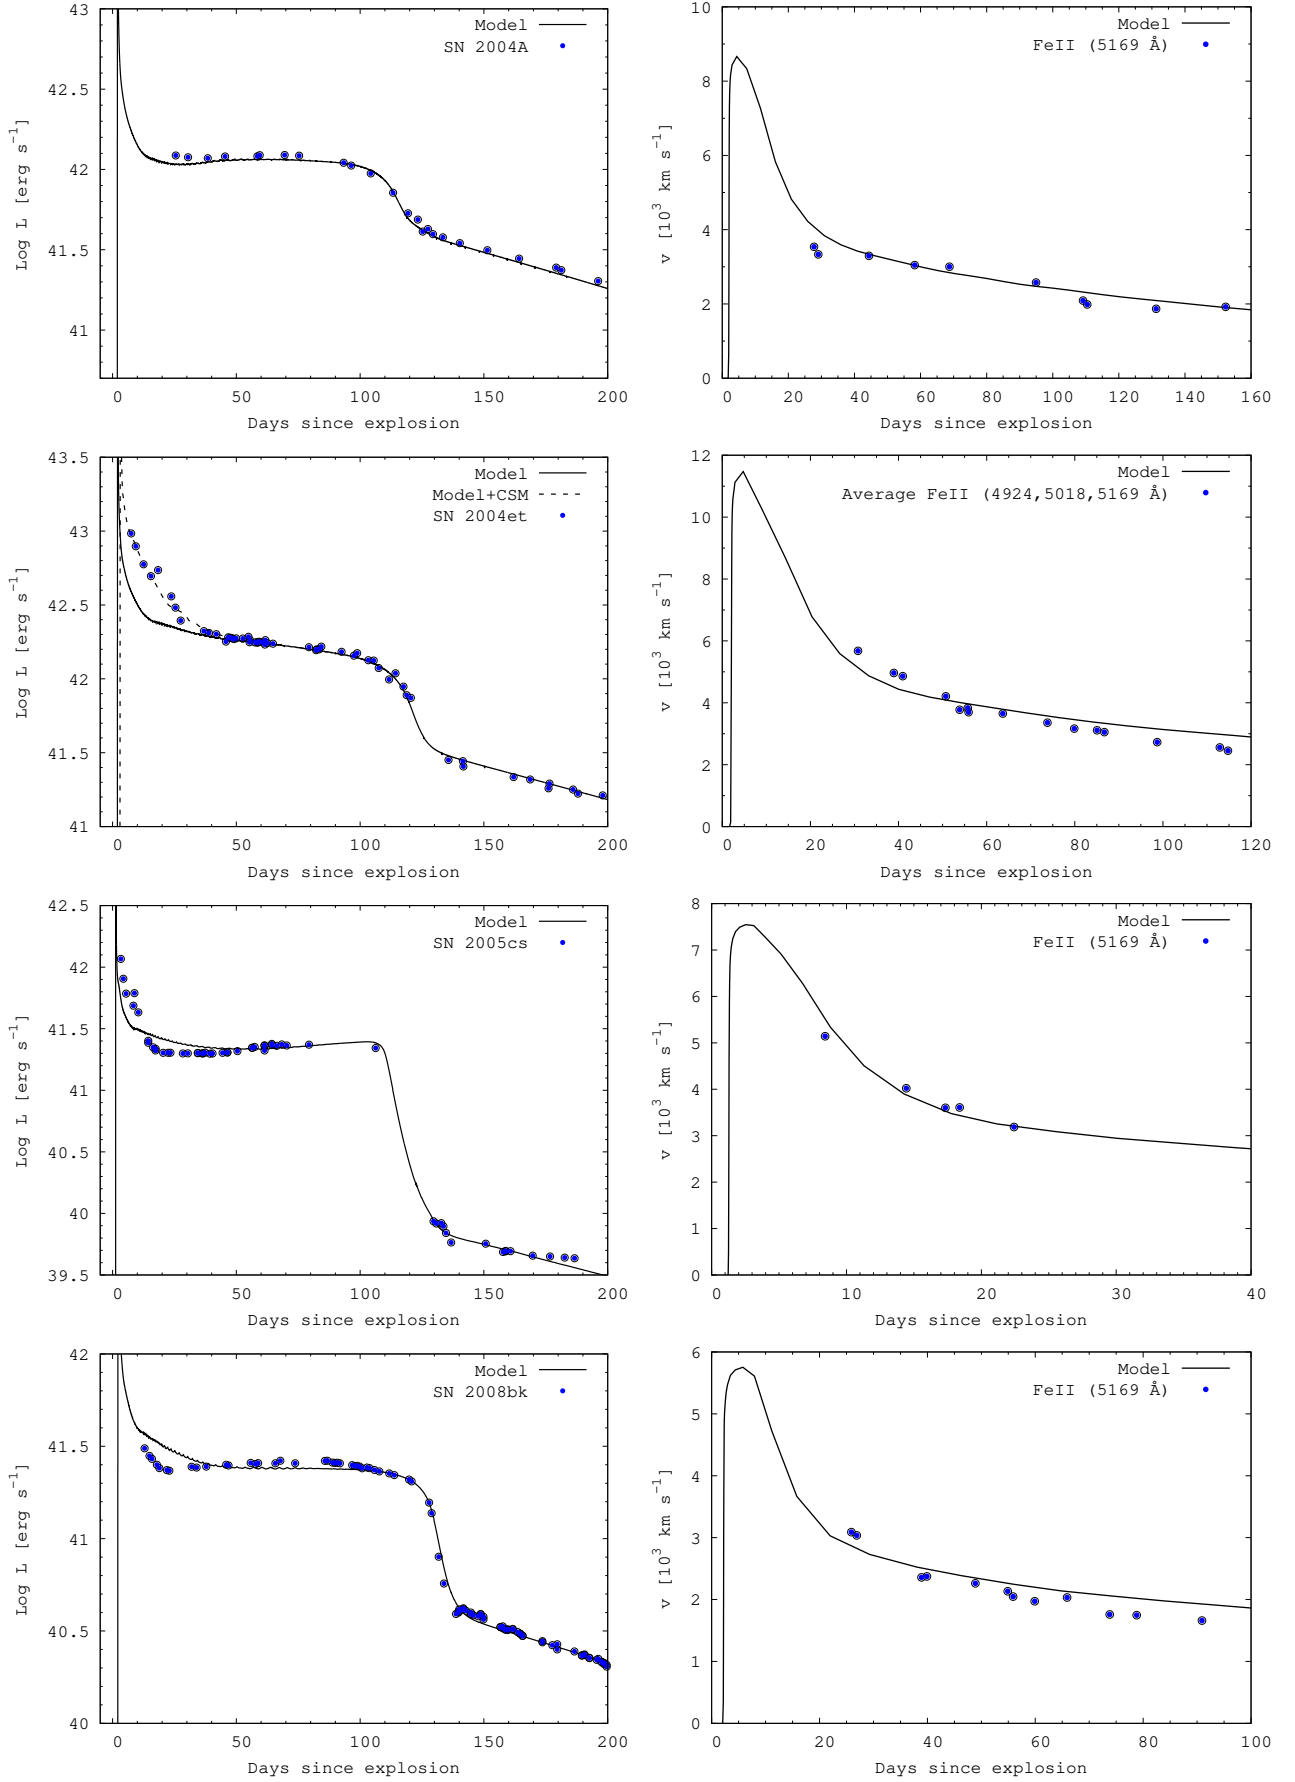 43
42.5
42
41.5
41
0 50 100 150 200
Log L [erg s⁻¹]
Days since explosion
Model
SN 2004A
10
8
6
4
2
0
0 20 40 60 80 100 120 140 160
v [10³ km s⁻¹]
Days since explosion
Model
FeII (5169 Å)
43.5
43
42.5
42
41.5
41
0 50 100 150 200
Log L [erg s⁻¹]
Days since explosion
Model
Model+CSM
SN 2004et
12
10
8
6
4
2
0
0 20 40 60 80 100 120
v [10³ km s⁻¹]
Days since explosion
Model
Average FeII (4924,5018,5169 Å)
42.5
42
41.5
41
40.5
40
39.5
0 50 100 150 200
Log L [erg s⁻¹]
Days since explosion
Model
SN 2005cs
8
7
6
5
4
3
2
1
0
0 10 20 30 40
v [10³ km s⁻¹]
Days since explosion
Model
FeII (5169 Å)
42
41.5
41
40.5
40
0 50 100 150 200
Log L [erg s⁻¹]
Days since explosion
Model
SN 2008bk
6
5
4
3
2
1
0
0 20 40 60 80 100
v [10³ km s⁻¹]
Days since explosion
Model
FeII (5169 Å)